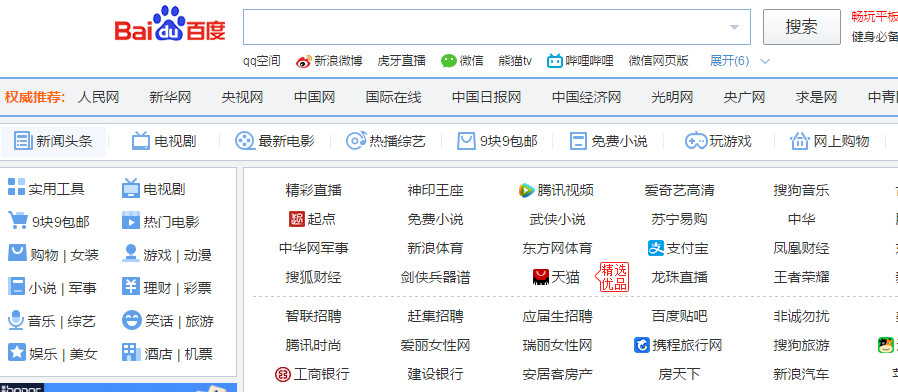 Baidu百度 搜索 畅玩平板
健身必备
qq空间 新浪微博 虎牙直播 微信 熊猫tv 哔哩哔哩 微信网页版 展开(6)
权威推荐: 人民网 新华网 央视网 中国网 国际在线 中国日报网 中国经济网 光明网 央广网 求是网 中青
新闻头条 电视剧 最新电影 热播综艺 9块9包邮 免费小说 玩游戏 网上购物
实用工具 电视剧
9块9包邮 热门电影
购物 | 女装 游戏 | 动漫
小说 | 军事 理财 | 彩票
音乐 | 综艺 笑话 | 旅游
娱乐 | 美女 酒店 | 机票
精彩直播 神印王座 腾讯视频 爱奇艺高清 搜狗音乐
起点 免费小说 武侠小说 苏宁易购 中华
中华网军事 新浪体育 东方网体育 支付宝 凤凰财经
搜狐财经 剑侠兵器谱 天猫 精选优品 龙珠直播 王者荣耀
智联招聘 赶集招聘 应届生招聘 百度贴吧 非诚勿扰
腾讯时尚 爱丽女性网 瑞丽女性网 携程旅行网 搜狗旅游
工商银行 建设银行 安居客房产 房天下 新浪汽车